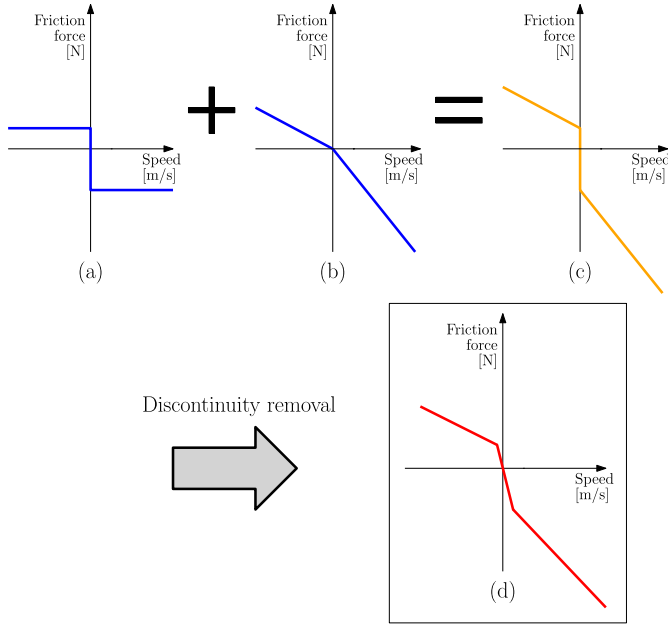 Friction
force
[N]
Speed
[m/s]
(a)
+
Friction
force
[N]
Speed
[m/s]
(b)
=
Friction
force
[N]
Speed
[m/s]
(c)
Discontinuity removal
Friction
force
[N]
Speed
[m/s]
(d)